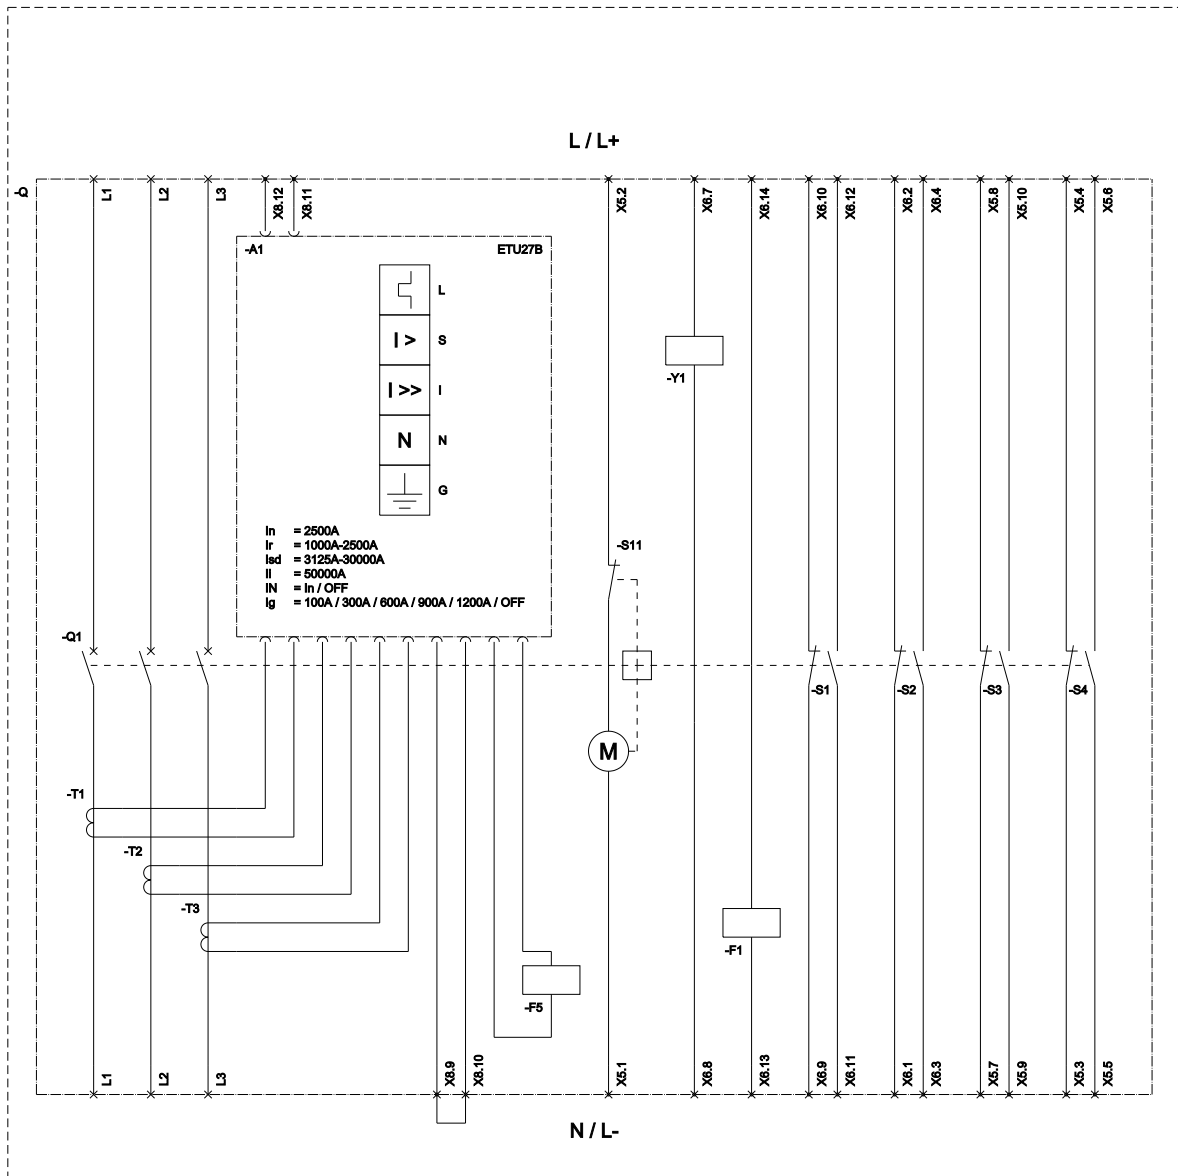 L / L+
-Q
L1
L2
L3
X8.12
X8.11
X5.2
X6.7
X6.14
X6.10
X6.12
X6.2
X6.4
X5.8
X5.10
X5.4
X5.6
-A1
ETU27B
L
I >
S
I >>
I
N
N
G
-Y1
In = 2500A
Ir = 1000A-2500A
Isd = 3125A-30000A
Ii = 50000A
IN = In / OFF
Ig = 100A / 300A / 600A / 900A / 1200A / OFF
-S11
-Q1
-S1
-S2
-S3
-S4
M
-T1
-T2
-T3
-F1
-F5
L1
L2
L3
X8.9
X8.10
X5.1
X6.8
X6.13
X6.9
X6.11
X6.1
X6.3
X5.7
X5.9
X5.3
X5.5
N / L-